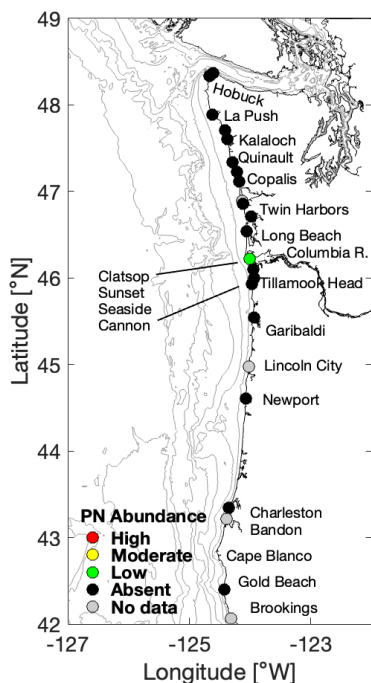 49
48
47
46
45
44
43
42
Latitude [°N]
Hobuck
La Push
Kalaloch
Quinault
Copalis
Twin Harbors
Long Beach
Columbia R.
Clatsop
Sunset
Seaside
Cannon
Tillamook Head
Garibaldi
Lincoln City
Newport
Charleston
Bandon
Cape Blanco
Gold Beach
Brookings
PN Abundance
High
Moderate
Low
Absent
No data
-127 -125 -123
Longitude [°W]